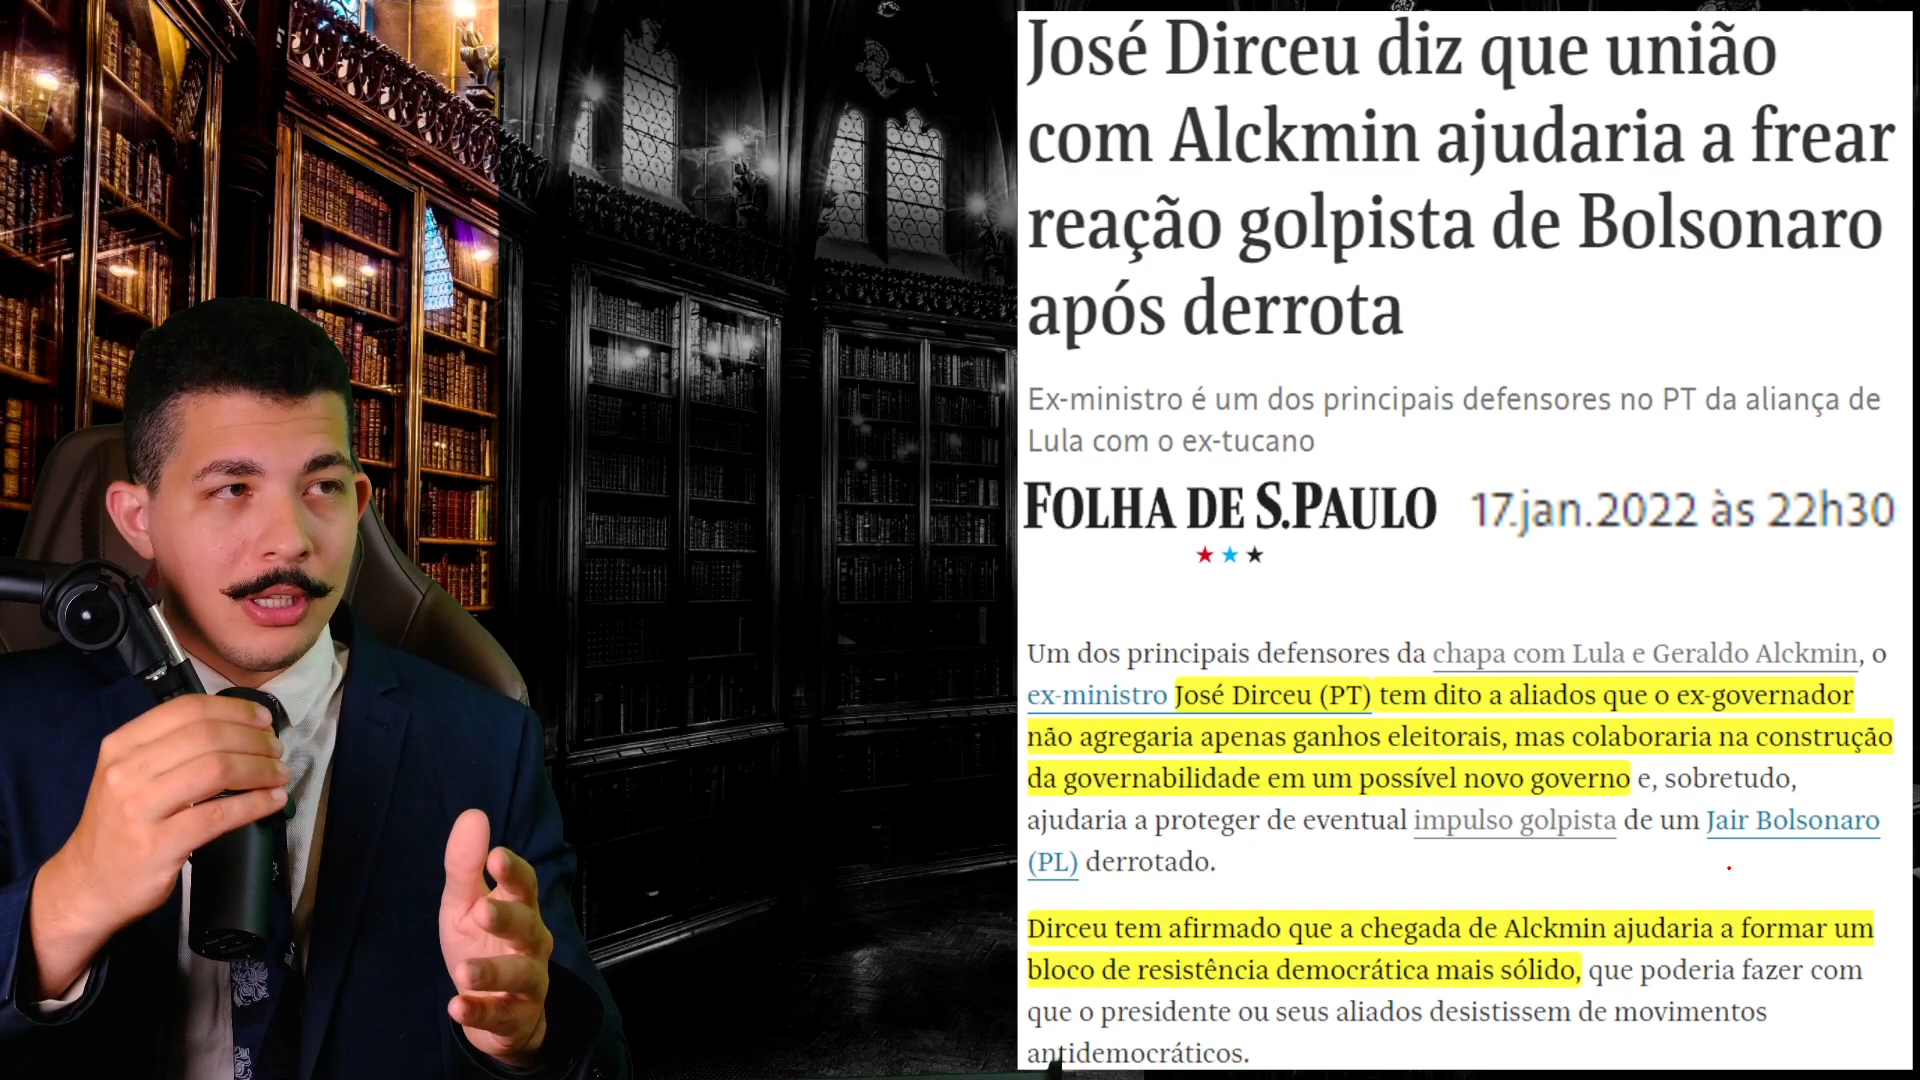 José Dirceu diz que união
com Alckmin ajudaria a frear
reação golpista de Bolsonaro
após derrota
Ex-ministro é um dos principais defensores no PT da aliança de
Lula com o ex-tucano
FOLHA DE S.PAULO 17.jan.2022 às 22h30
Um dos principais defensores da chapa com Lula e Geraldo Alckmin, o
ex-ministro José Dirceu (PT) tem dito a aliados que o ex-governador
não agregaria apenas ganhos eleitorais, mas colaboraria na construção
da governabilidade em um possível novo governo e, sobretudo,
ajudaria a proteger de eventual impulso golpista de um Jair Bolsonaro
(PL) derrotado.
Dirceu tem afirmado que a chegada de Alckmin ajudaria a formar um
bloco de resistência democrática mais sólido, que poderia fazer com
que o presidente ou seus aliados desistissem de movimentos
antidemocráticos.